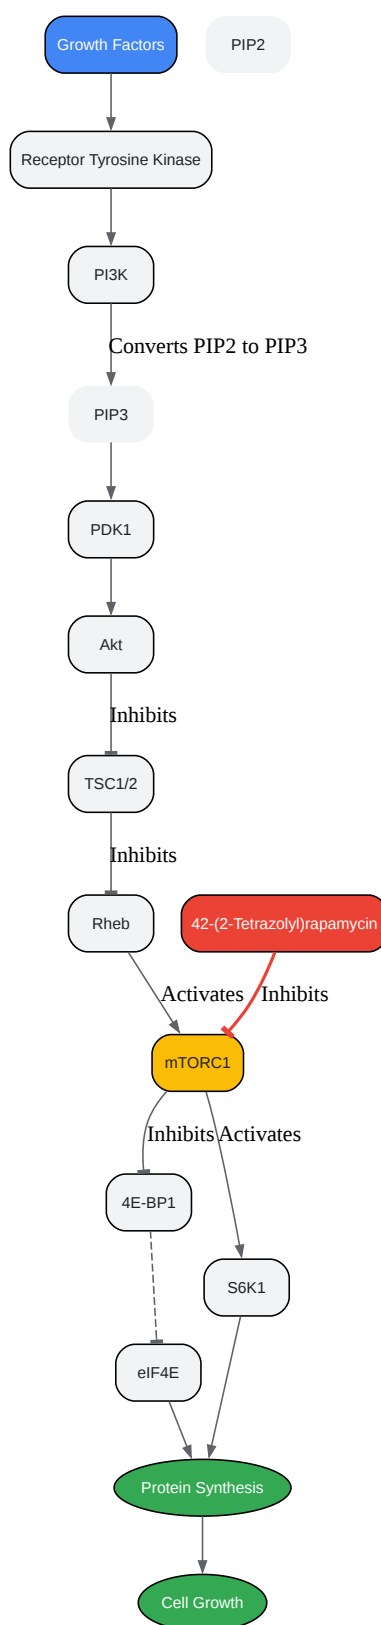 Growth Factors
PIP2
Receptor Tyrosine Kinase
PI3K
Converts PIP2 to PIP3
PIP3
PDK1
Akt
Inhibits
TSC1/2
Inhibits
Rheb
42-(2-Tetrazolyl)rapamycin
Activates
Inhibits
mTORC1
Inhibits
Activates
4E-BP1
S6K1
eIF4E
Protein Synthesis
Cell Growth